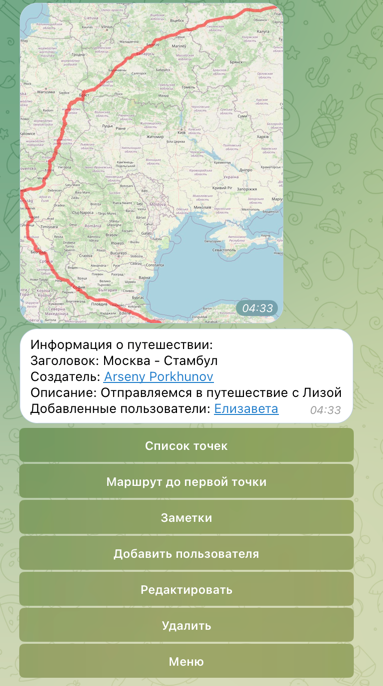 04:33
Информация о путешествии:
Заголовок: Москва - Стамбул
Создатель: Arseny Porkhunov
Описание: Отправляемся в путешествие с Лизой
Добавленные пользователи: Елизавета
04:33
Список точек
Маршрут до первой точки
Заметки
Добавить пользователя
Редактировать
Удалить
Меню